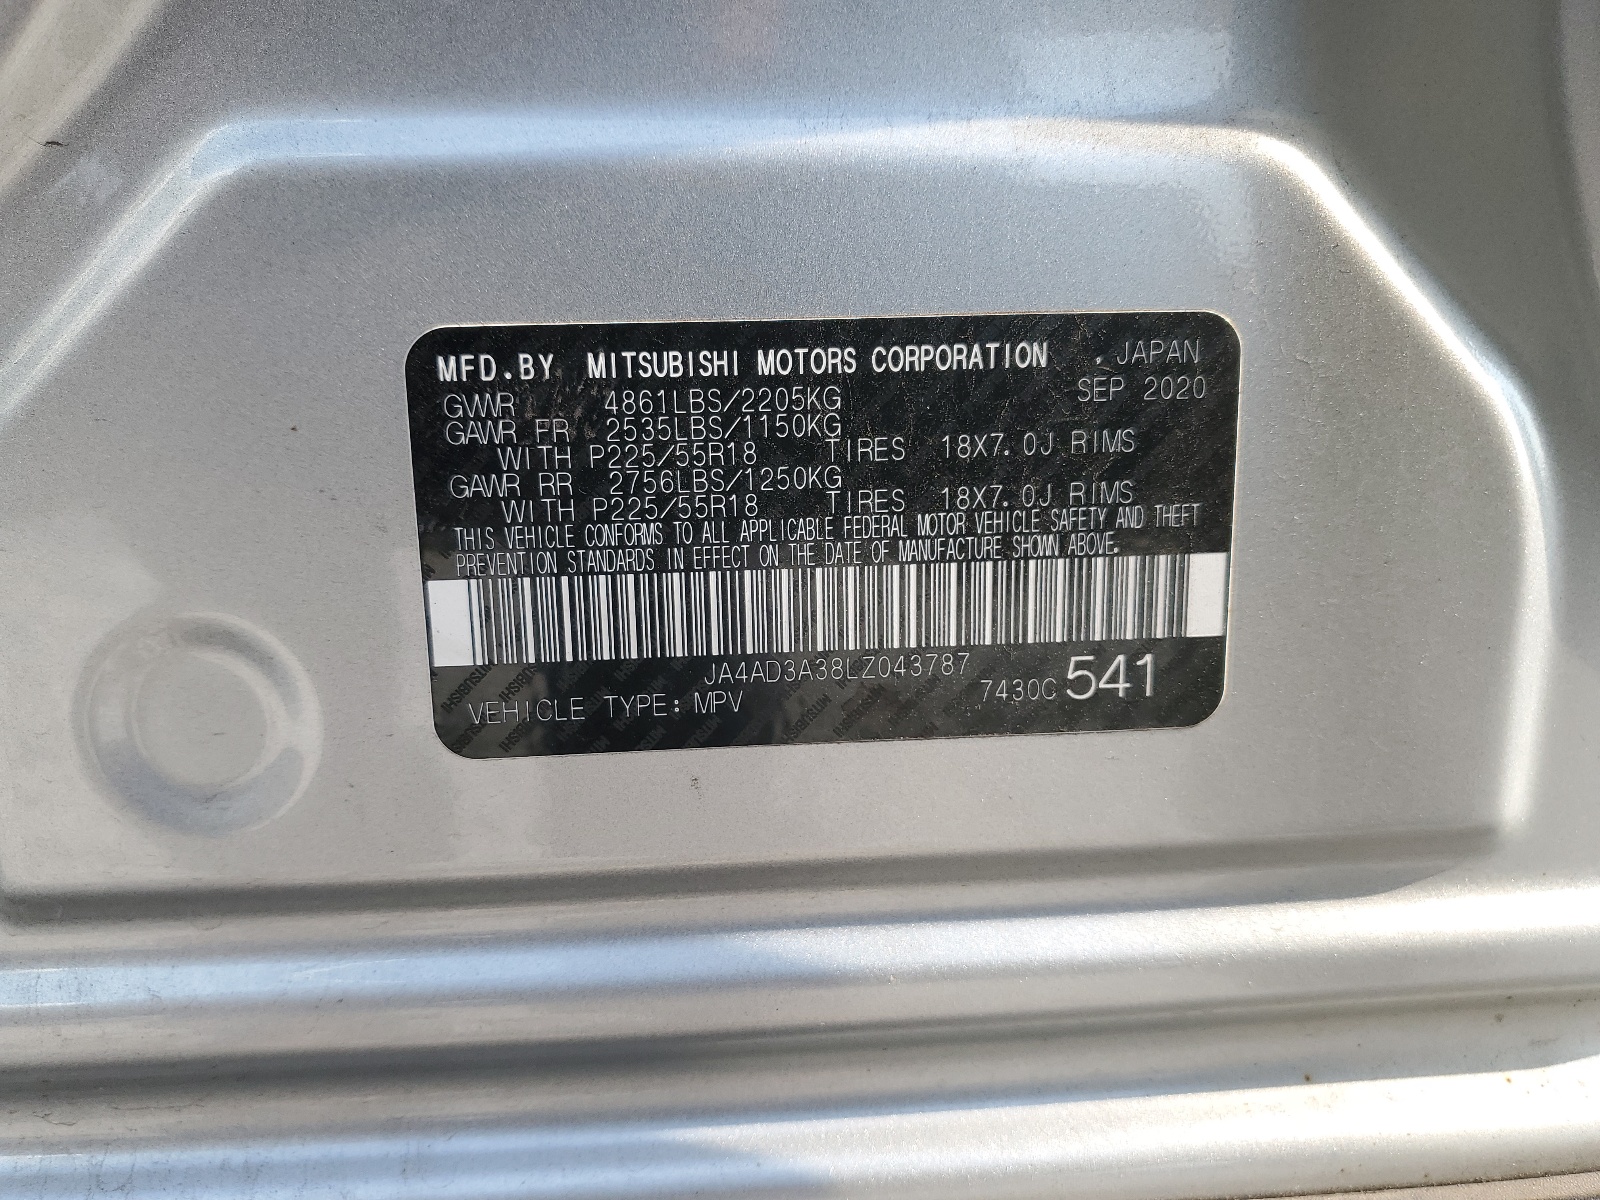 MFD.BY MITSUBISHI MOTORS CORPORATION , JAPAN
GVWR 4861LBS/2205KG SEP 2020
GAWR FR 2535LBS/1150KG
WITH P225/55R18 TIRES 18X7.0J RIMS
GAWR RR 2756LBS/1250KG
WITH P225/55R18 TIRES 18X7.0J RIMS
THIS VEHICLE CONFORMS TO ALL APPLICABLE FEDERAL MOTOR VEHICLE SAFETY AND THEFT
PREVENTION STANDARDS IN EFFECT ON THE DATE OF MANUFACTURE SHOWN ABOVE.
JA4AD3A38LZ043787
VEHICLE TYPE: MPV 7430C 541